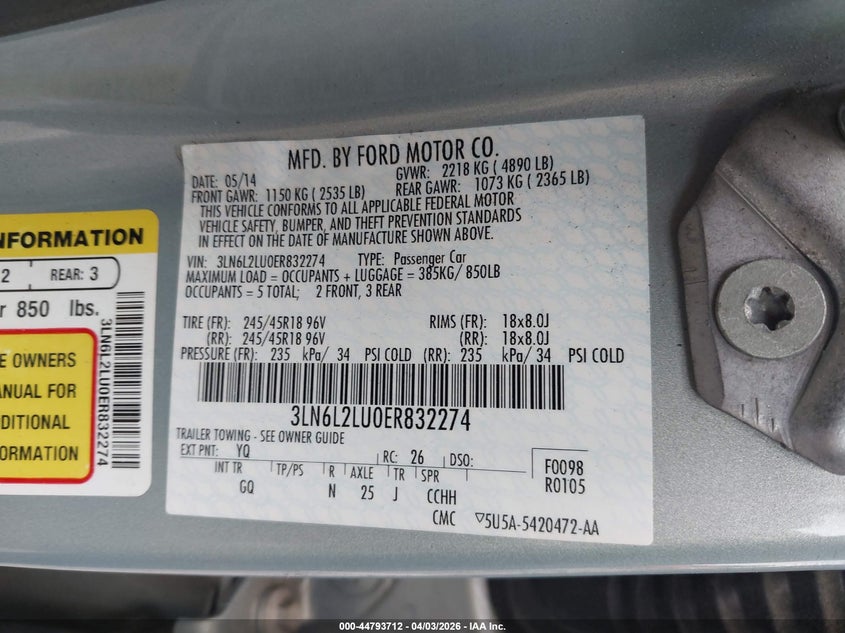 MFD. BY FORD MOTOR CO.
DATE: 05/14
GVWR: 2218 KG ( 4890 LB)
FRONT GAWR: 1150 KG ( 2535 LB)
REAR GAWR: 1073 KG ( 2365 LB)
THIS VEHICLE CONFORMS TO ALL APPLICABLE FEDERAL MOTOR
VEHICLE SAFETY, BUMPER, AND THEFT PREVENTION STANDARDS
IN EFFECT ON THE DATE OF MANUFACTURE SHOWN ABOVE.
VIN: 3LN6L2LU0ER832274 TYPE: Passenger Car
MAXIMUM LOAD = OCCUPANTS + LUGGAGE = 385KG/ 850LB
OCCUPANTS = 5 TOTAL; 2 FRONT, 3 REAR
TIRE (FR): 245/45R18 96V RIMS (FR): 18x8.0J
(RR): 245/45R18 96V (RR): 18x8.0J
PRESSURE (FR): 235 kPa/ 34 PSI COLD (RR): 235 kPa/ 34 PSI COLD
3LN6L2LU0ER832274
TRAILER TOWING - SEE OWNER GUIDE
EXT PNT: YQ RC: 26 DSO:
INT TR TP/PS R AXLE TR SPR
GQ N 25 J CCHH
F0098
R0105
CMC ▽5U5A-5420472-AA
INFORMATION
2 REAR: 3
r 850 lbs.
E OWNERS
ANUAL FOR
DITIONAL
FORMATION
3LN6L2LU0ER832274
000-44793712 - 04/03/2026 - IAA Inc.